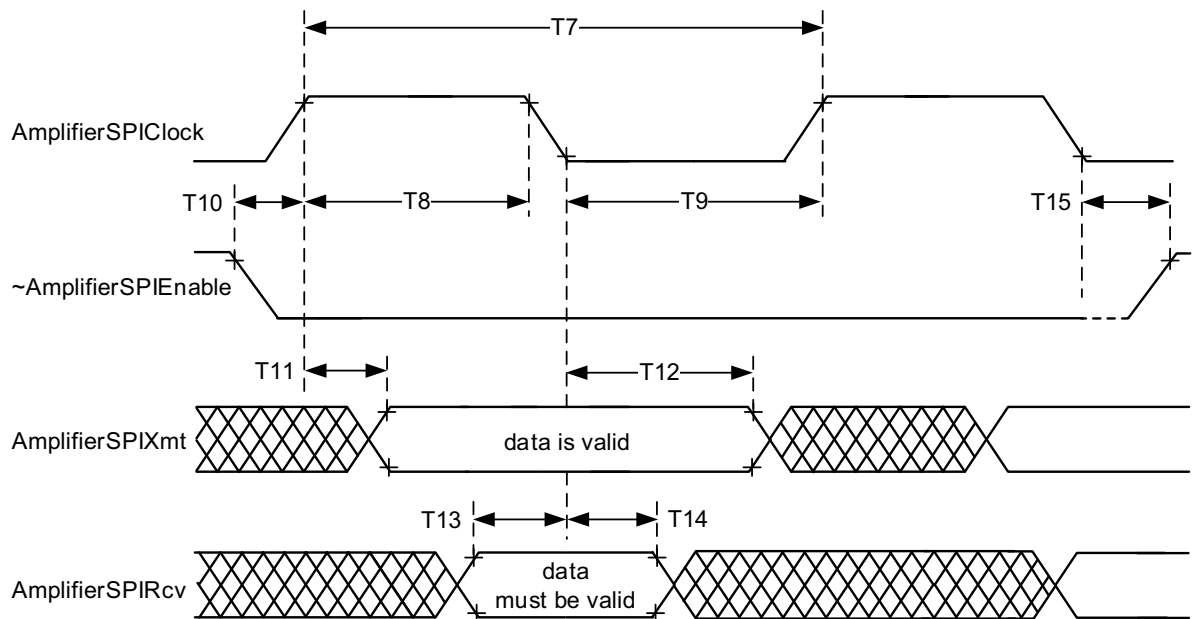 T7
AmplifierSPIClock
T10
T8
T9
T15
~AmplifierSPIEnable
T11
T12
AmplifierSPIXmt
data is valid
T13
T14
AmplifierSPIRcv
data
must be valid